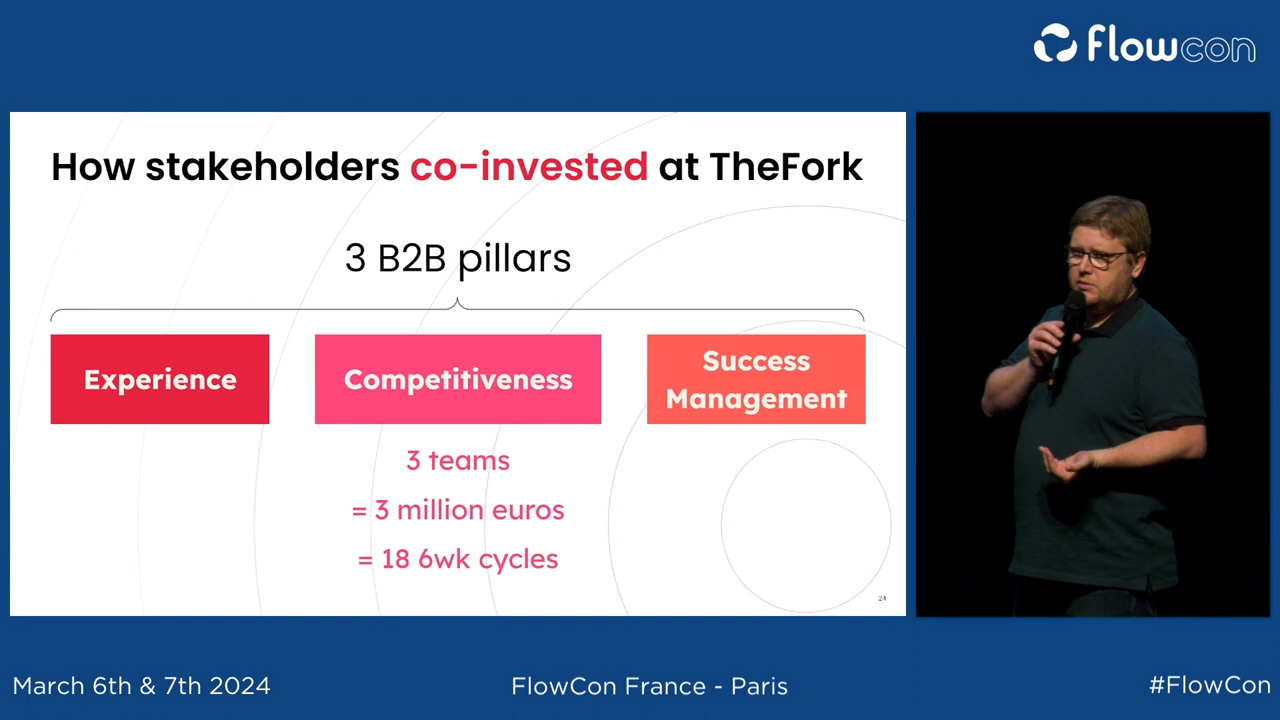 flowcon
How stakeholders co-invested at TheFork
3 B2B pillars
Experience
Competitiveness
Success
Management
3 teams
= 3 million euros
= 18 6wk cycles
24
March 6th & 7th 2024
FlowCon France - Paris
#FlowCon